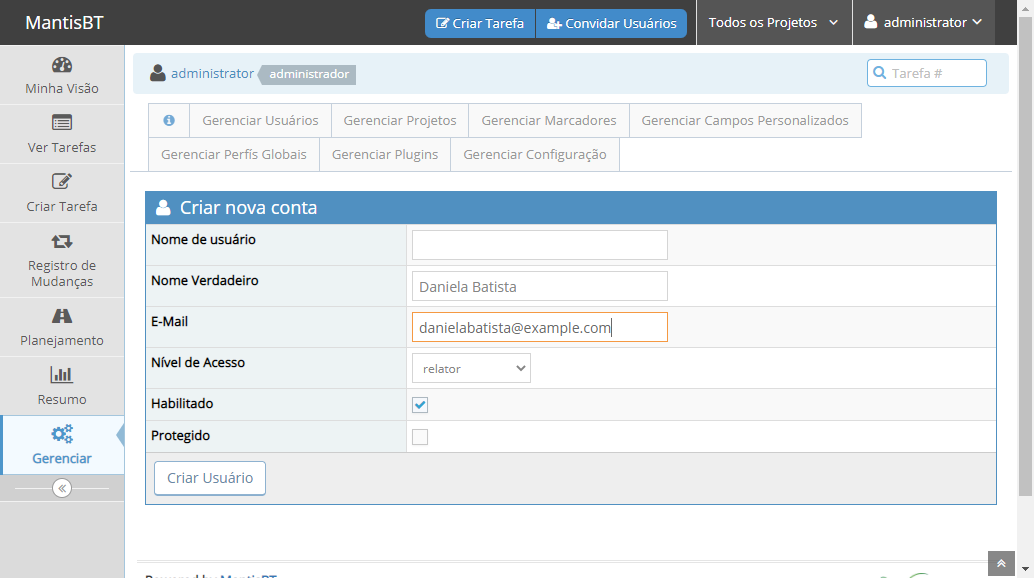 MantisBT
Criar Tarefa
Convidar Usuários
Todos os Projetos
administrator
Minha Visão
Ver Tarefas
Criar Tarefa
Registro de
Mudanças
Planejamento
Resumo
Gerenciar
administrator
administrador
Tarefa #
Gerenciar Usuários
Gerenciar Projetos
Gerenciar Marcadores
Gerenciar Campos Personalizados
Gerenciar Perfís Globais
Gerenciar Plugins
Gerenciar Configuração
Criar nova conta
Nome de usuário
Nome Verdadeiro
Daniela Batista
E-Mail
danielabatista@example.com
Nível de Acesso
relator
Habilitado
Protegido
Criar Usuário
Powered by MantisBT